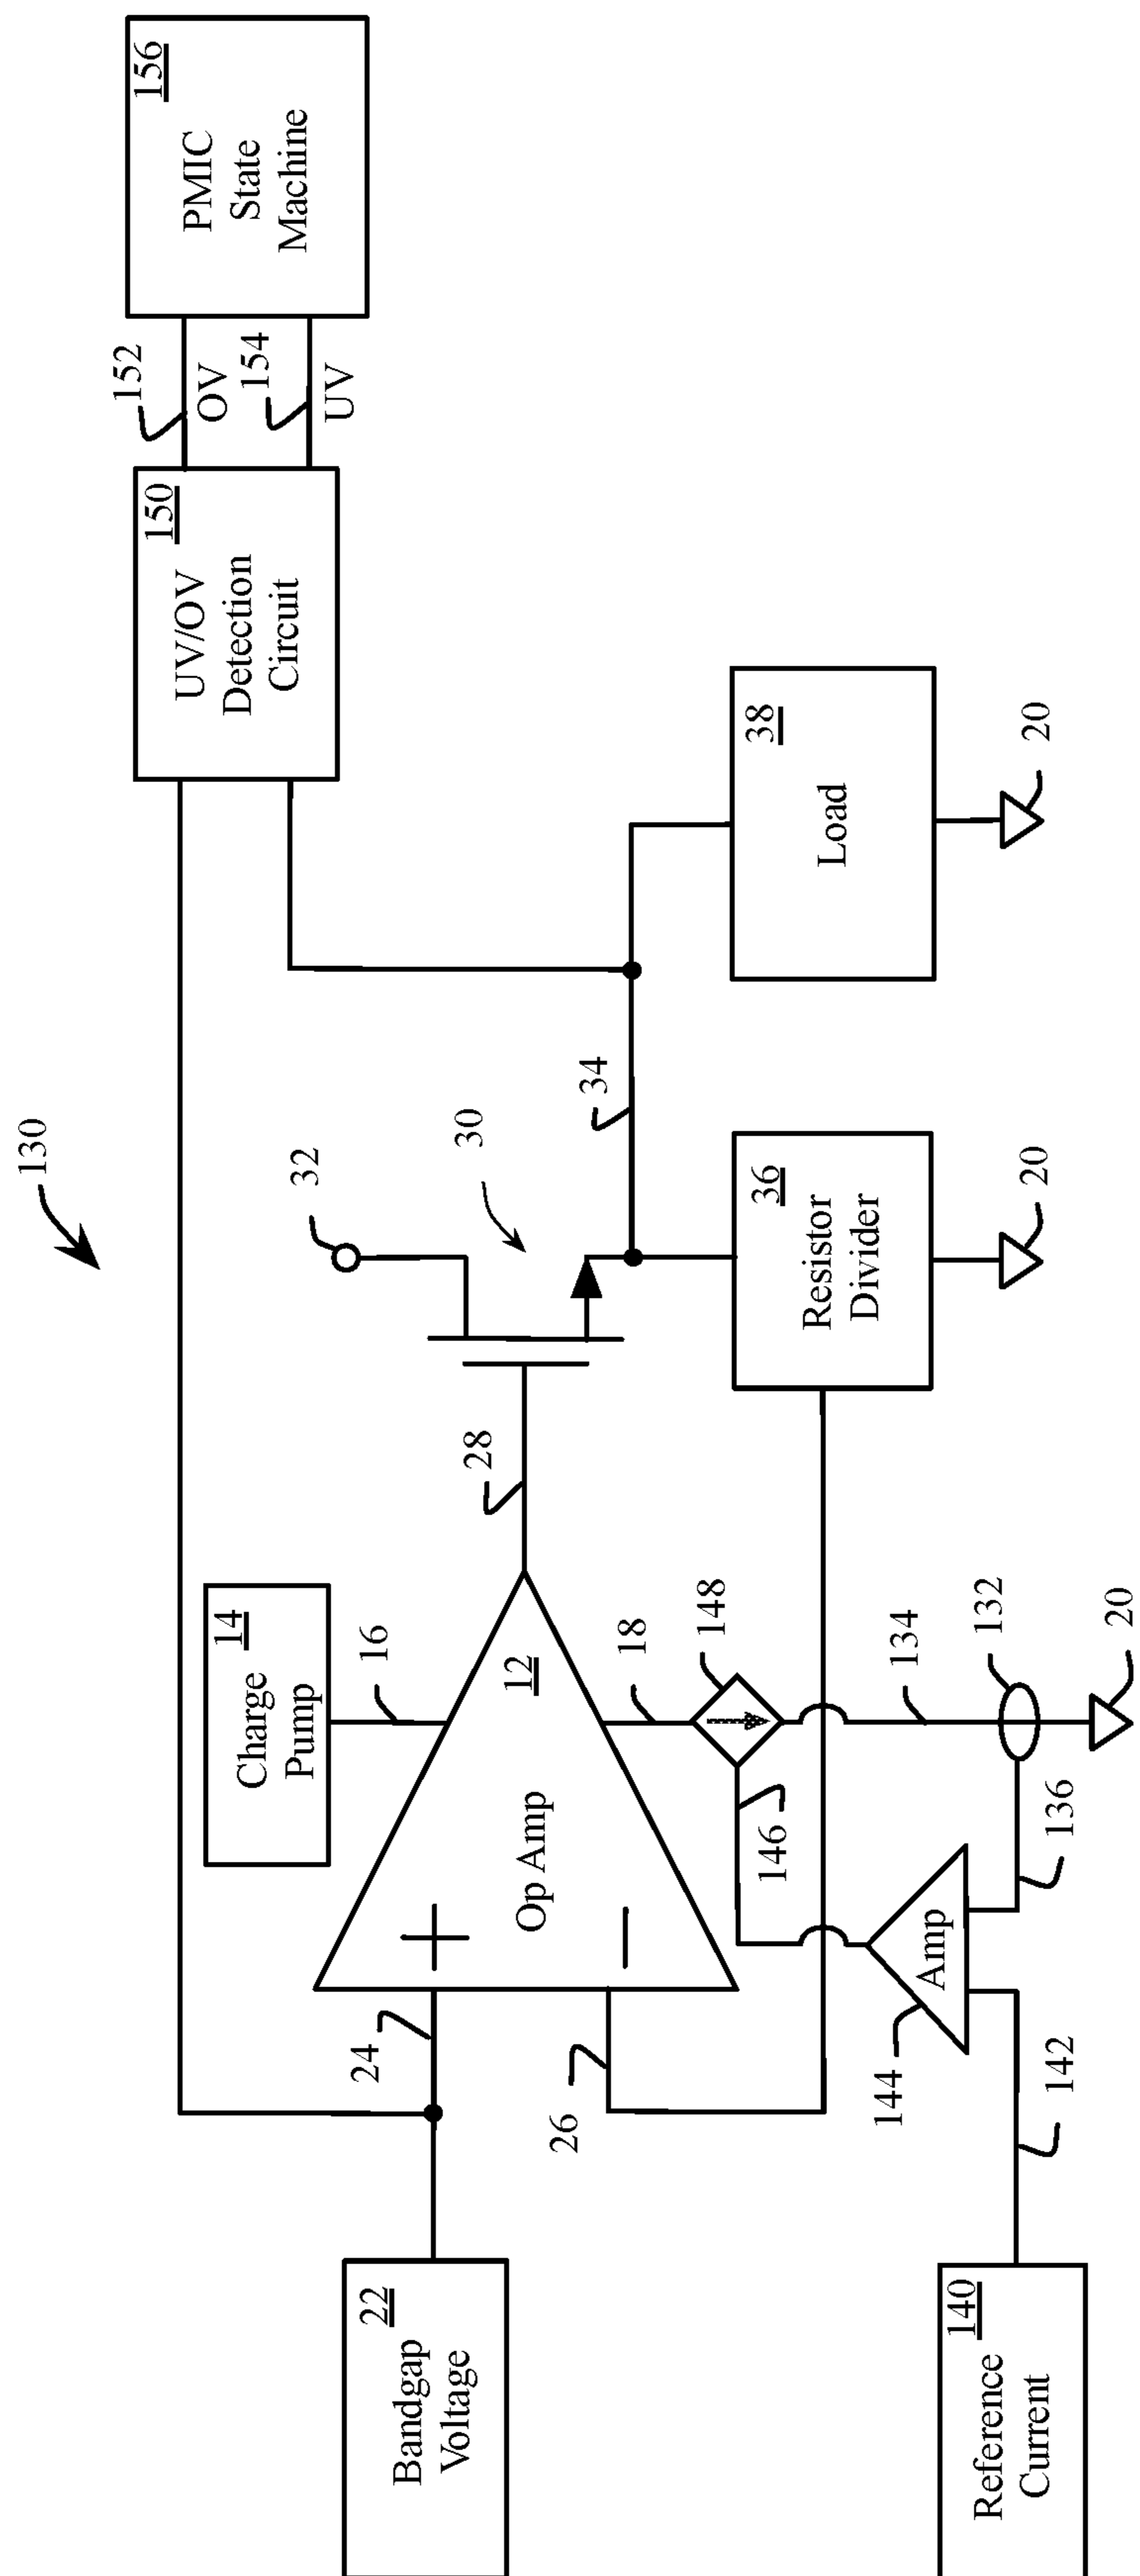 130
156
PMIC
State
Machine
152
OV
154
UV
150
UV/OV
Detection
Circuit
38
Load
20
34
32
30
36
Resistor
Divider
20
28
14
Charge
Pump
16
12
Op Amp
+
−
18
148
134
132
20
136
146
Amp
144
142
24
26
22
Bandgap
Voltage
140
Reference
Current